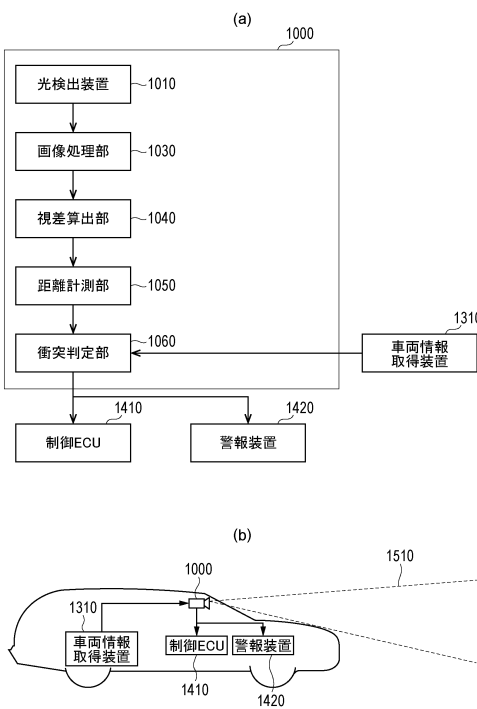 (a)
1000
光検出装置
1010
画像処理部
1030
視差算出部
1040
距離計測部
1050
衝突判定部
1060
1310
車両情報
取得装置
1410
制御ECU
1420
警報装置
(b)
1510
1000
1310
車両情報
取得装置
制御ECU
警報装置
1410
1420